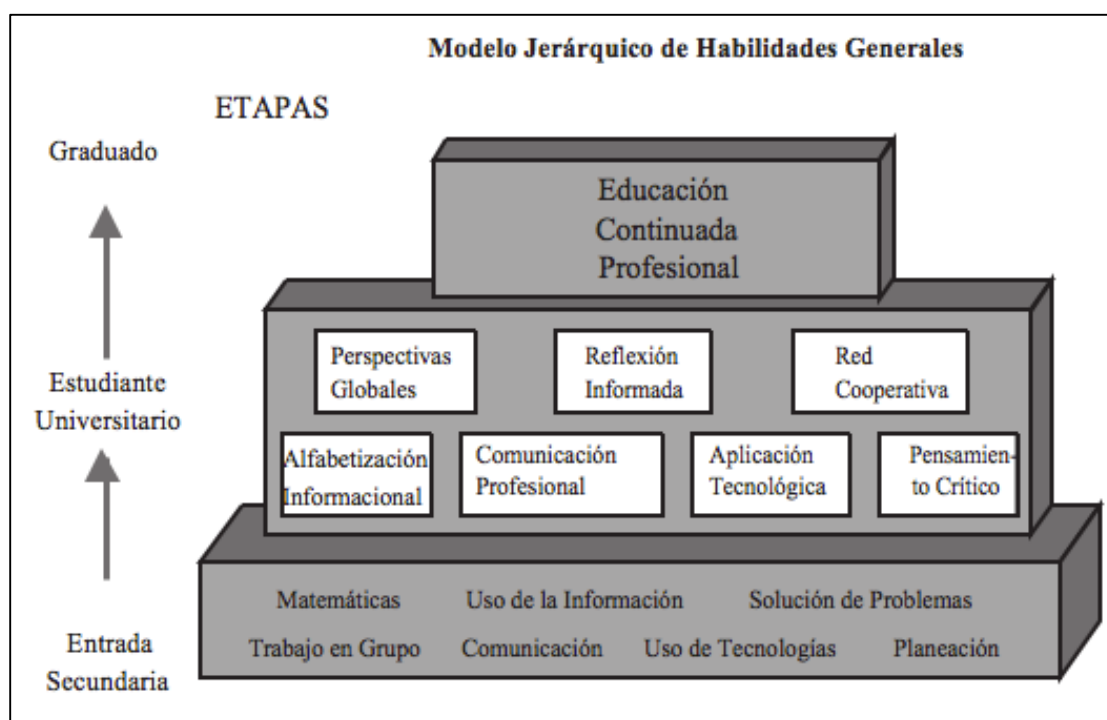 Modelo Jerárquico de Habilidades Generales
ETAPAS
Graduado
Educación
Continuada
Profesional
Perspectivas
Globales
Reflexión
Informada
Red
Cooperativa
Estudiante
Universitario
Alfabetización
Informacional
Comunicación
Profesional
Aplicación
Tecnológica
Pensamien-
to Crítico
Matemáticas Uso de la Información Solución de Problemas
Trabajo en Grupo Comunicación Uso de Tecnologías Planeación
Entrada
Secundaria